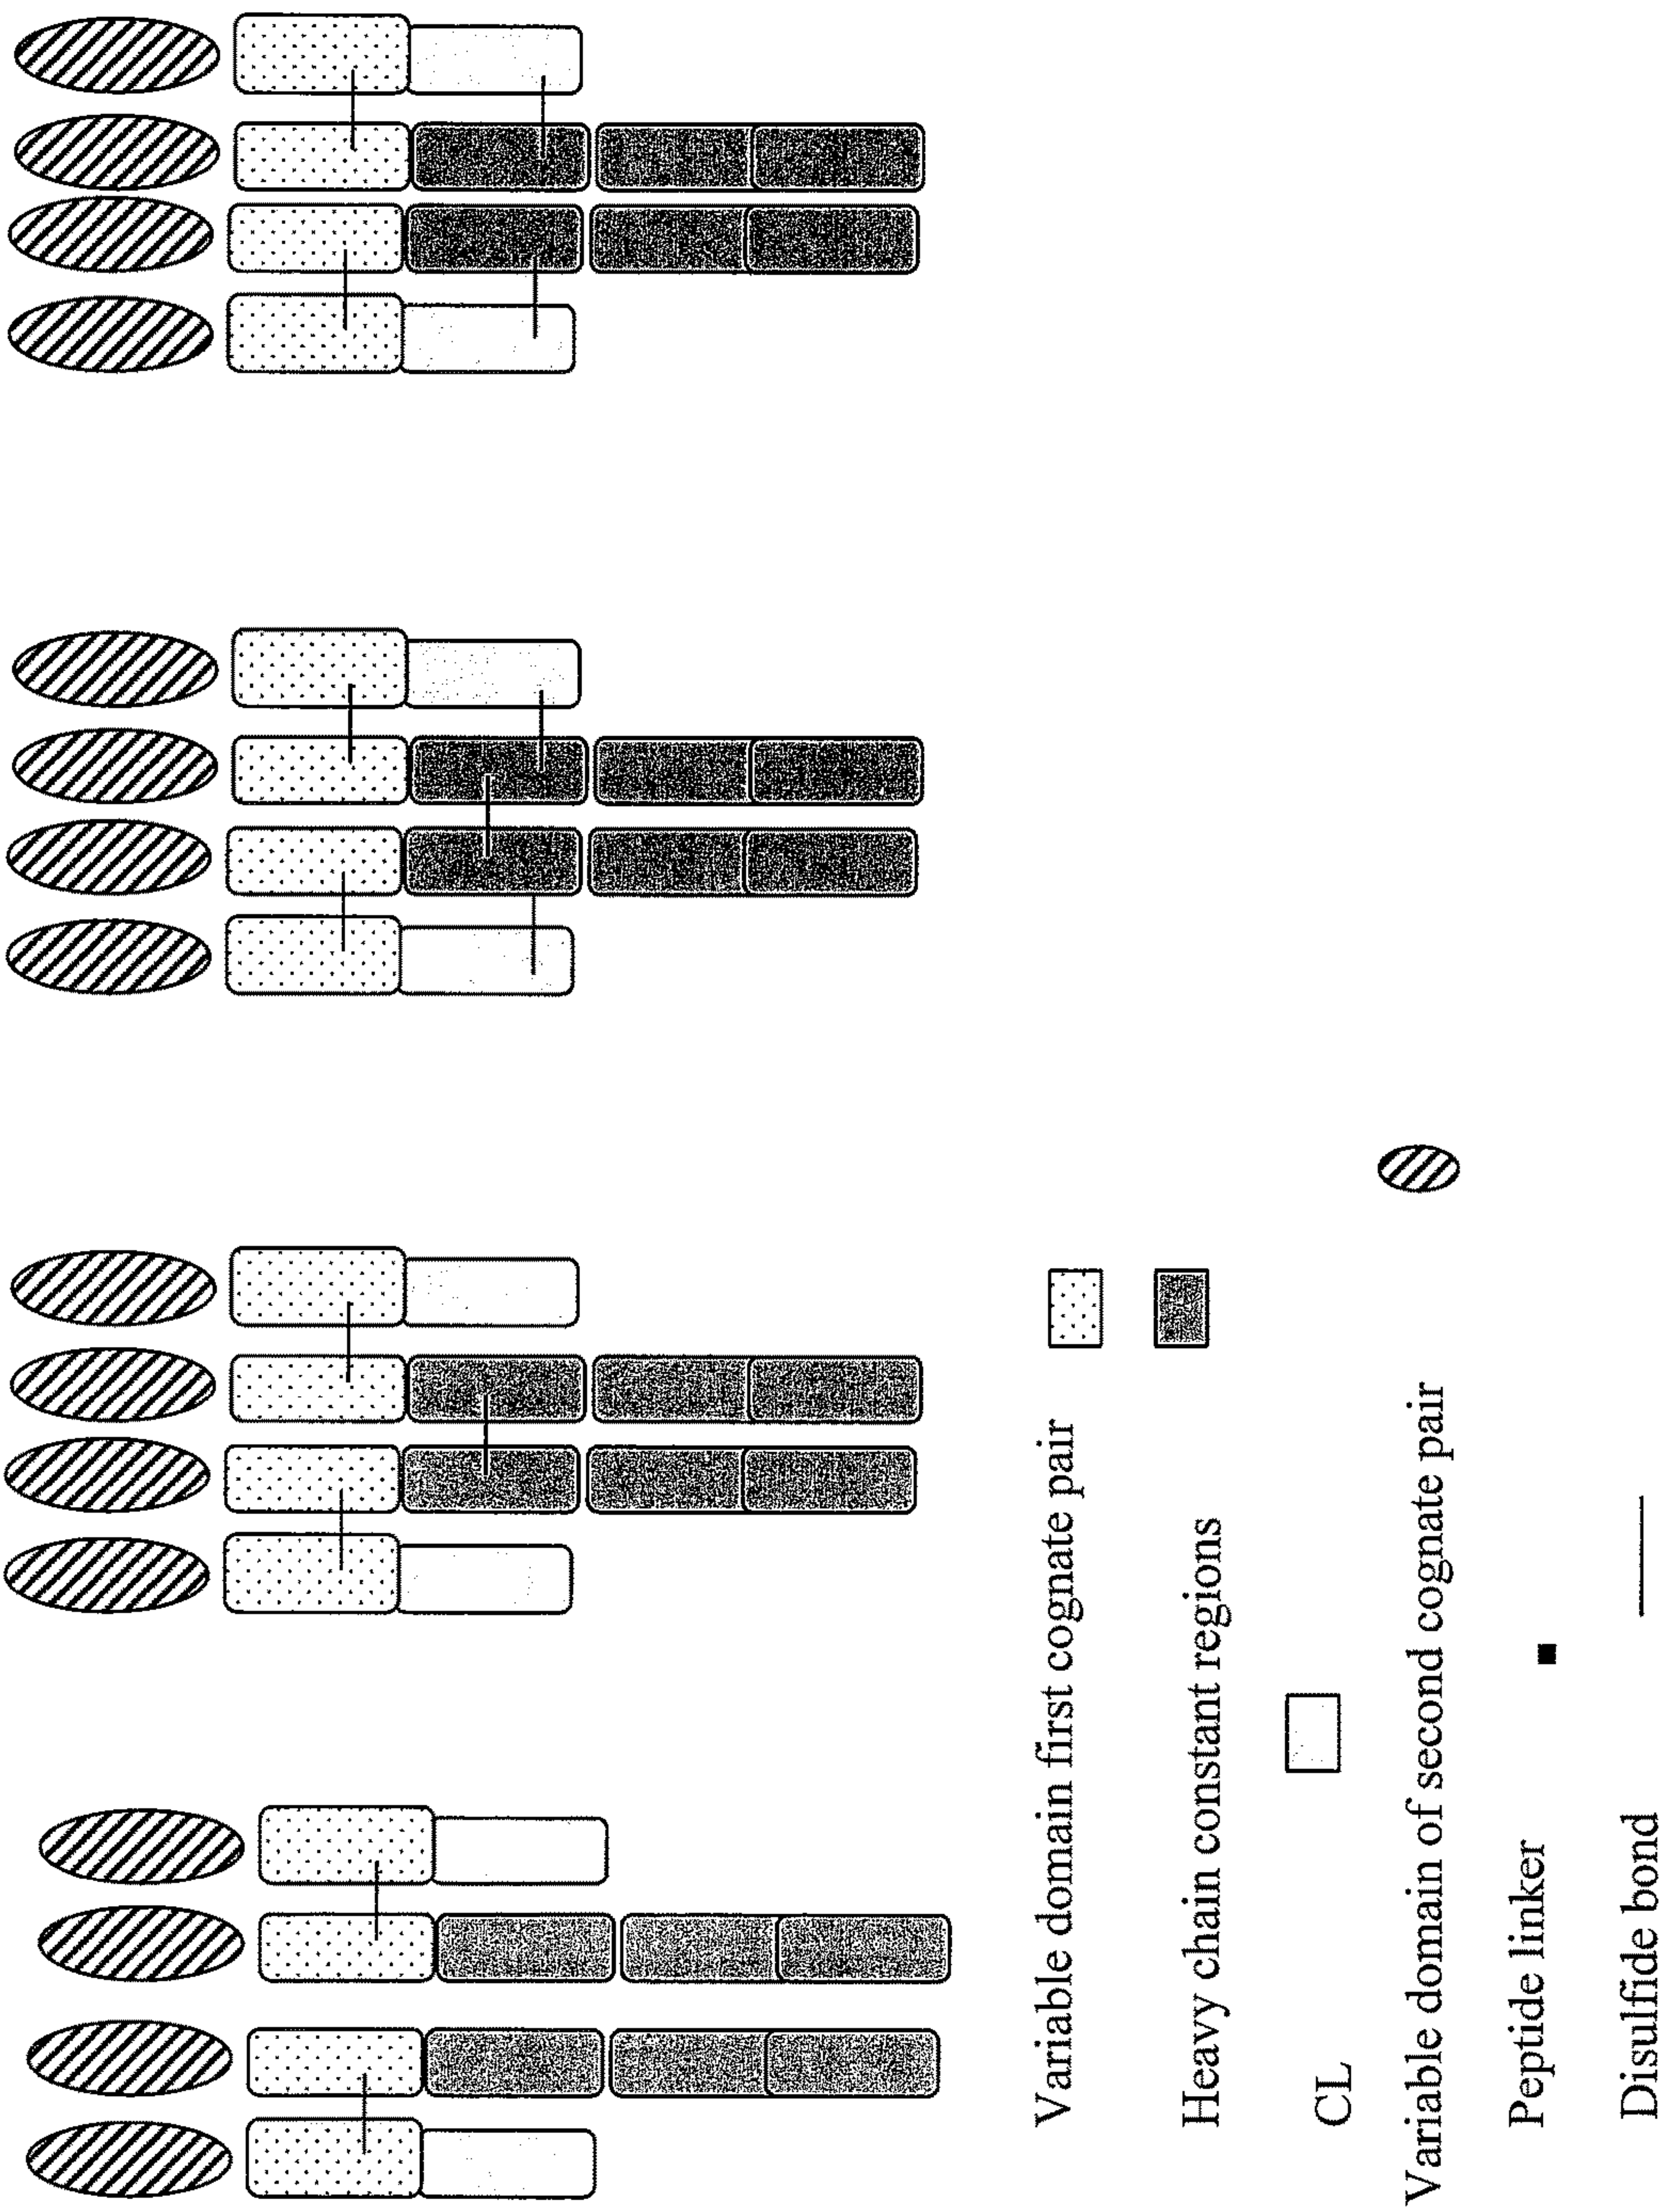 Variable domain first cognate pair
Heavy chain constant regions
CL
Variable domain of second cognate pair
Peptide linker
Disulfide bond